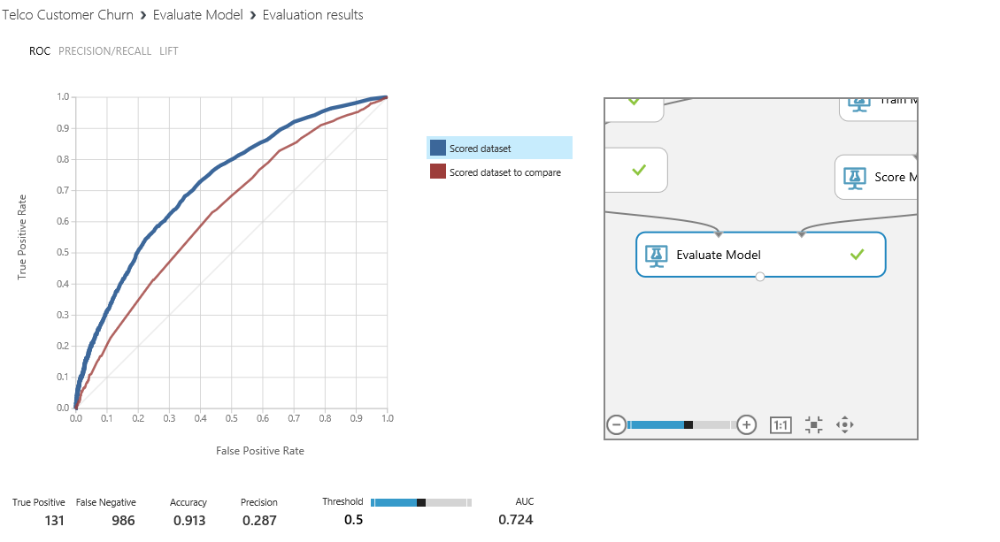 Telco Customer Churn › Evaluate Model › Evaluation results
ROC PRECISION/RECALL LIFT
1.0
0.9
0.8
0.7
0.6
0.5
0.4
0.3
0.2
0.1
0.0
True Positive Rate
0.0 0.1 0.2 0.3 0.4 0.5 0.6 0.7 0.8 0.9 1.0
False Positive Rate
Scored dataset
Scored dataset to compare
Train M
Score M
Evaluate Model
1:1
True Positive False Negative Accuracy Precision Threshold AUC
131 986 0.913 0.287 0.5 0.724